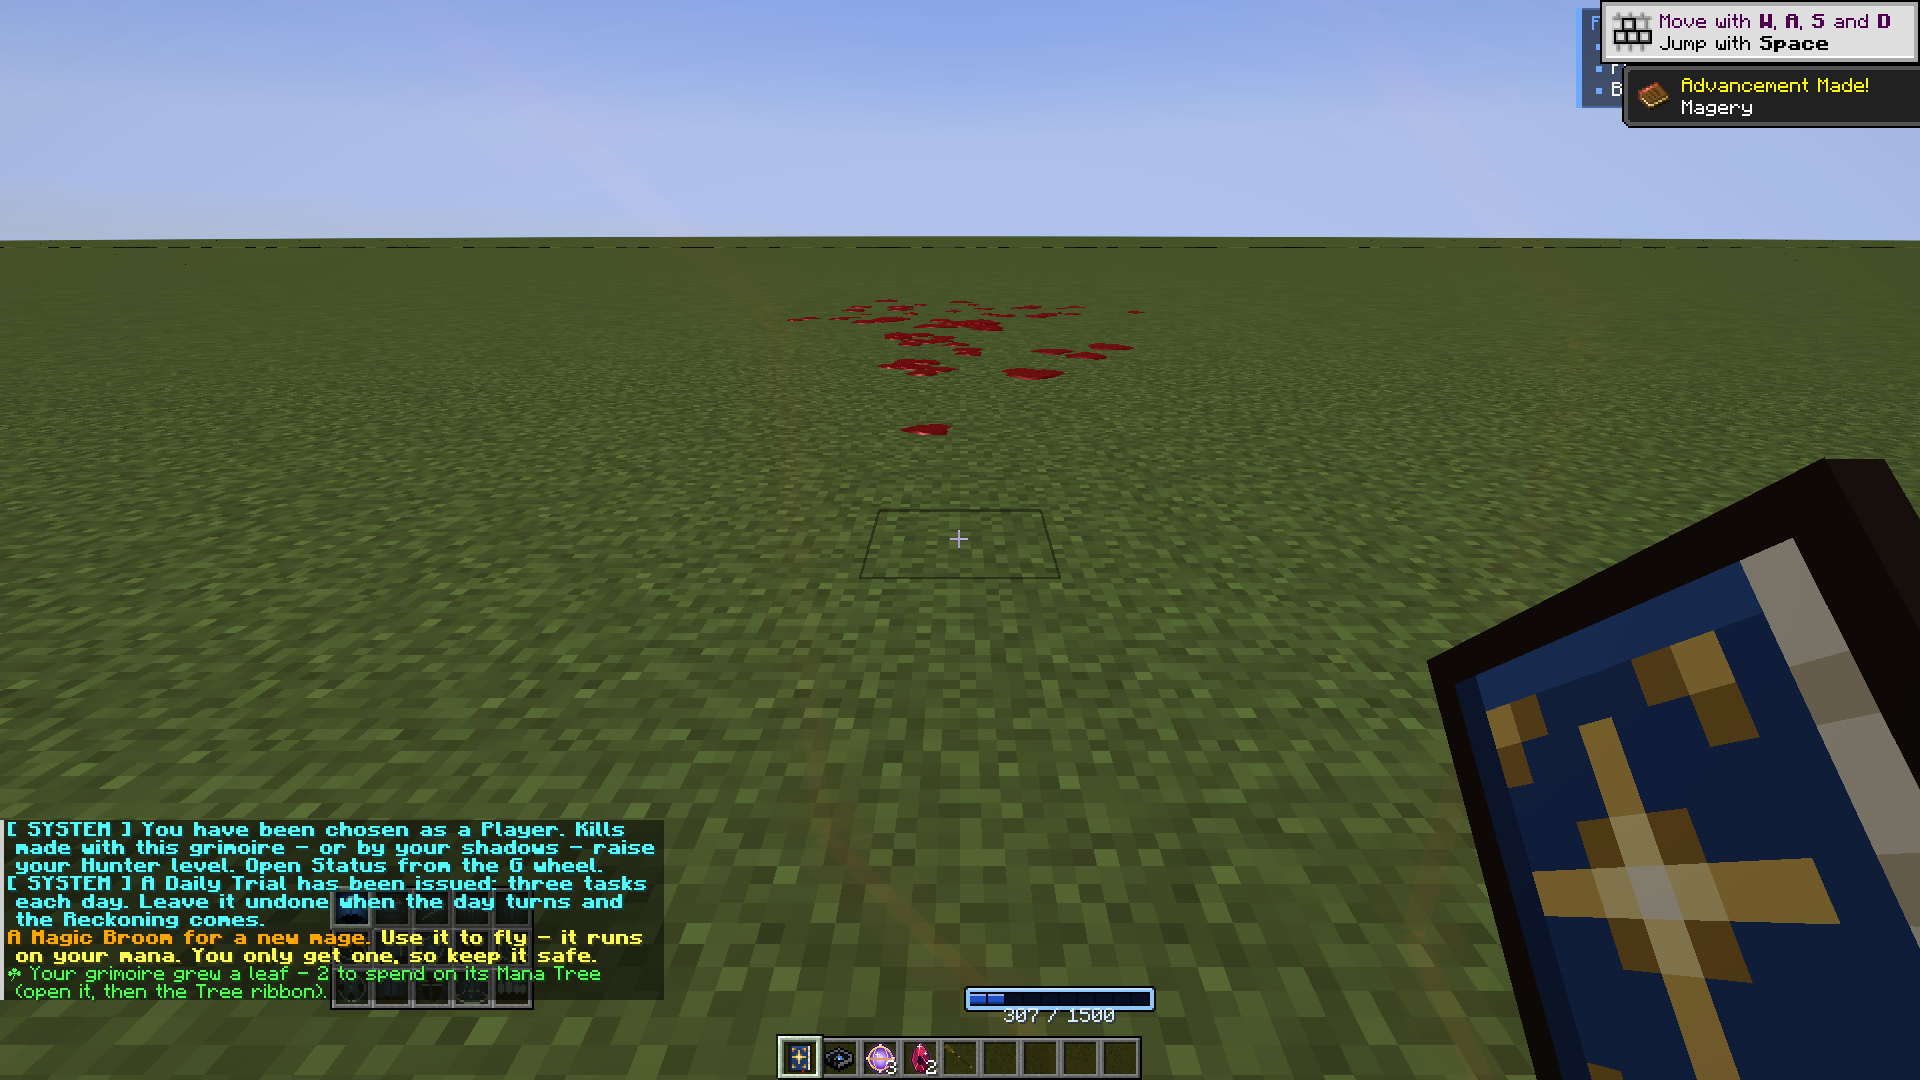 Move with W, A, S and D
Jump with Space
Advancement Made!
Magery
[ SYSTEM ] You have been chosen as a Player. Kills
made with this grimoire - or by your shadows - raise
your Hunter level. Open Status from the G wheel.
[ SYSTEM ] A Daily Trial has been issued: three tasks
each day. Leave it undone when the day turns and
the Reckoning comes.
A Magic Broom for a new mage. Use it to fly - it runs
on your mana. You only get one, so keep it safe.
☘ Your grimoire grew a leaf - 2 to spend on its Mana Tree
(open it, then the Tree ribbon).
307 / 1500
3
2